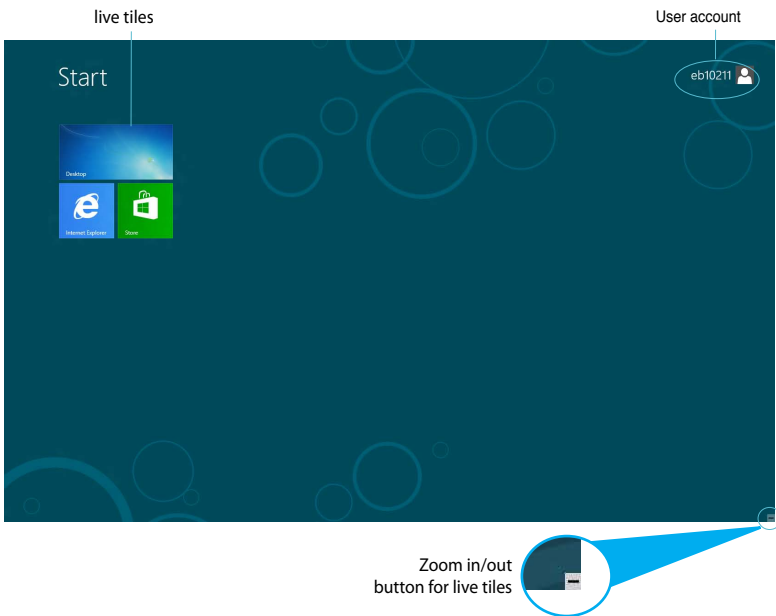 live tiles
User account
Start
eb10211
Desktop
Internet Explorer
Store
Zoom in/out
button for live tiles